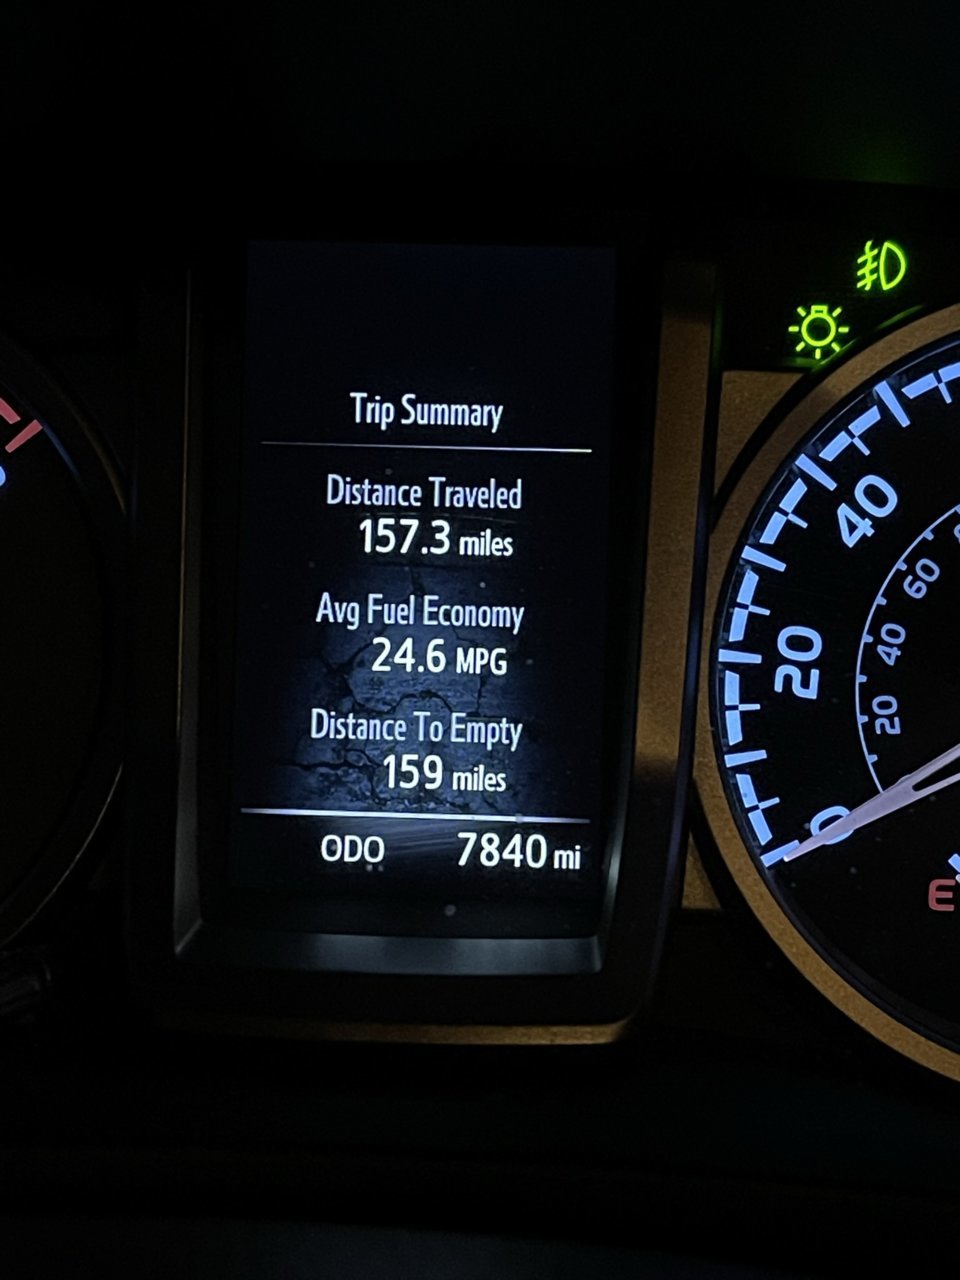 Trip Summary
Distance Traveled
157.3 miles
Avg Fuel Economy
24.6 MPG
Distance To Empty
159 miles
ODO 7840 mi
40
20
0
60
40
20
E